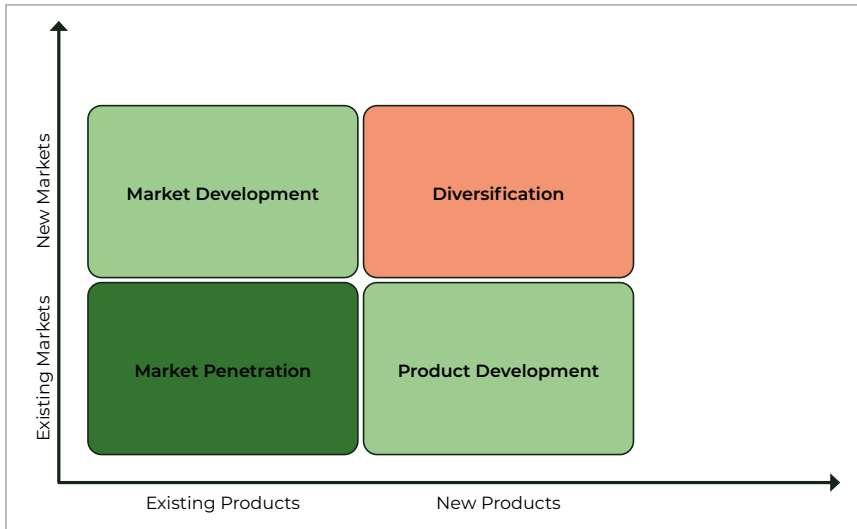 New Markets
Market Development
Diversification
Existing Markets
Market Penetration
Product Development
Existing Products
New Products